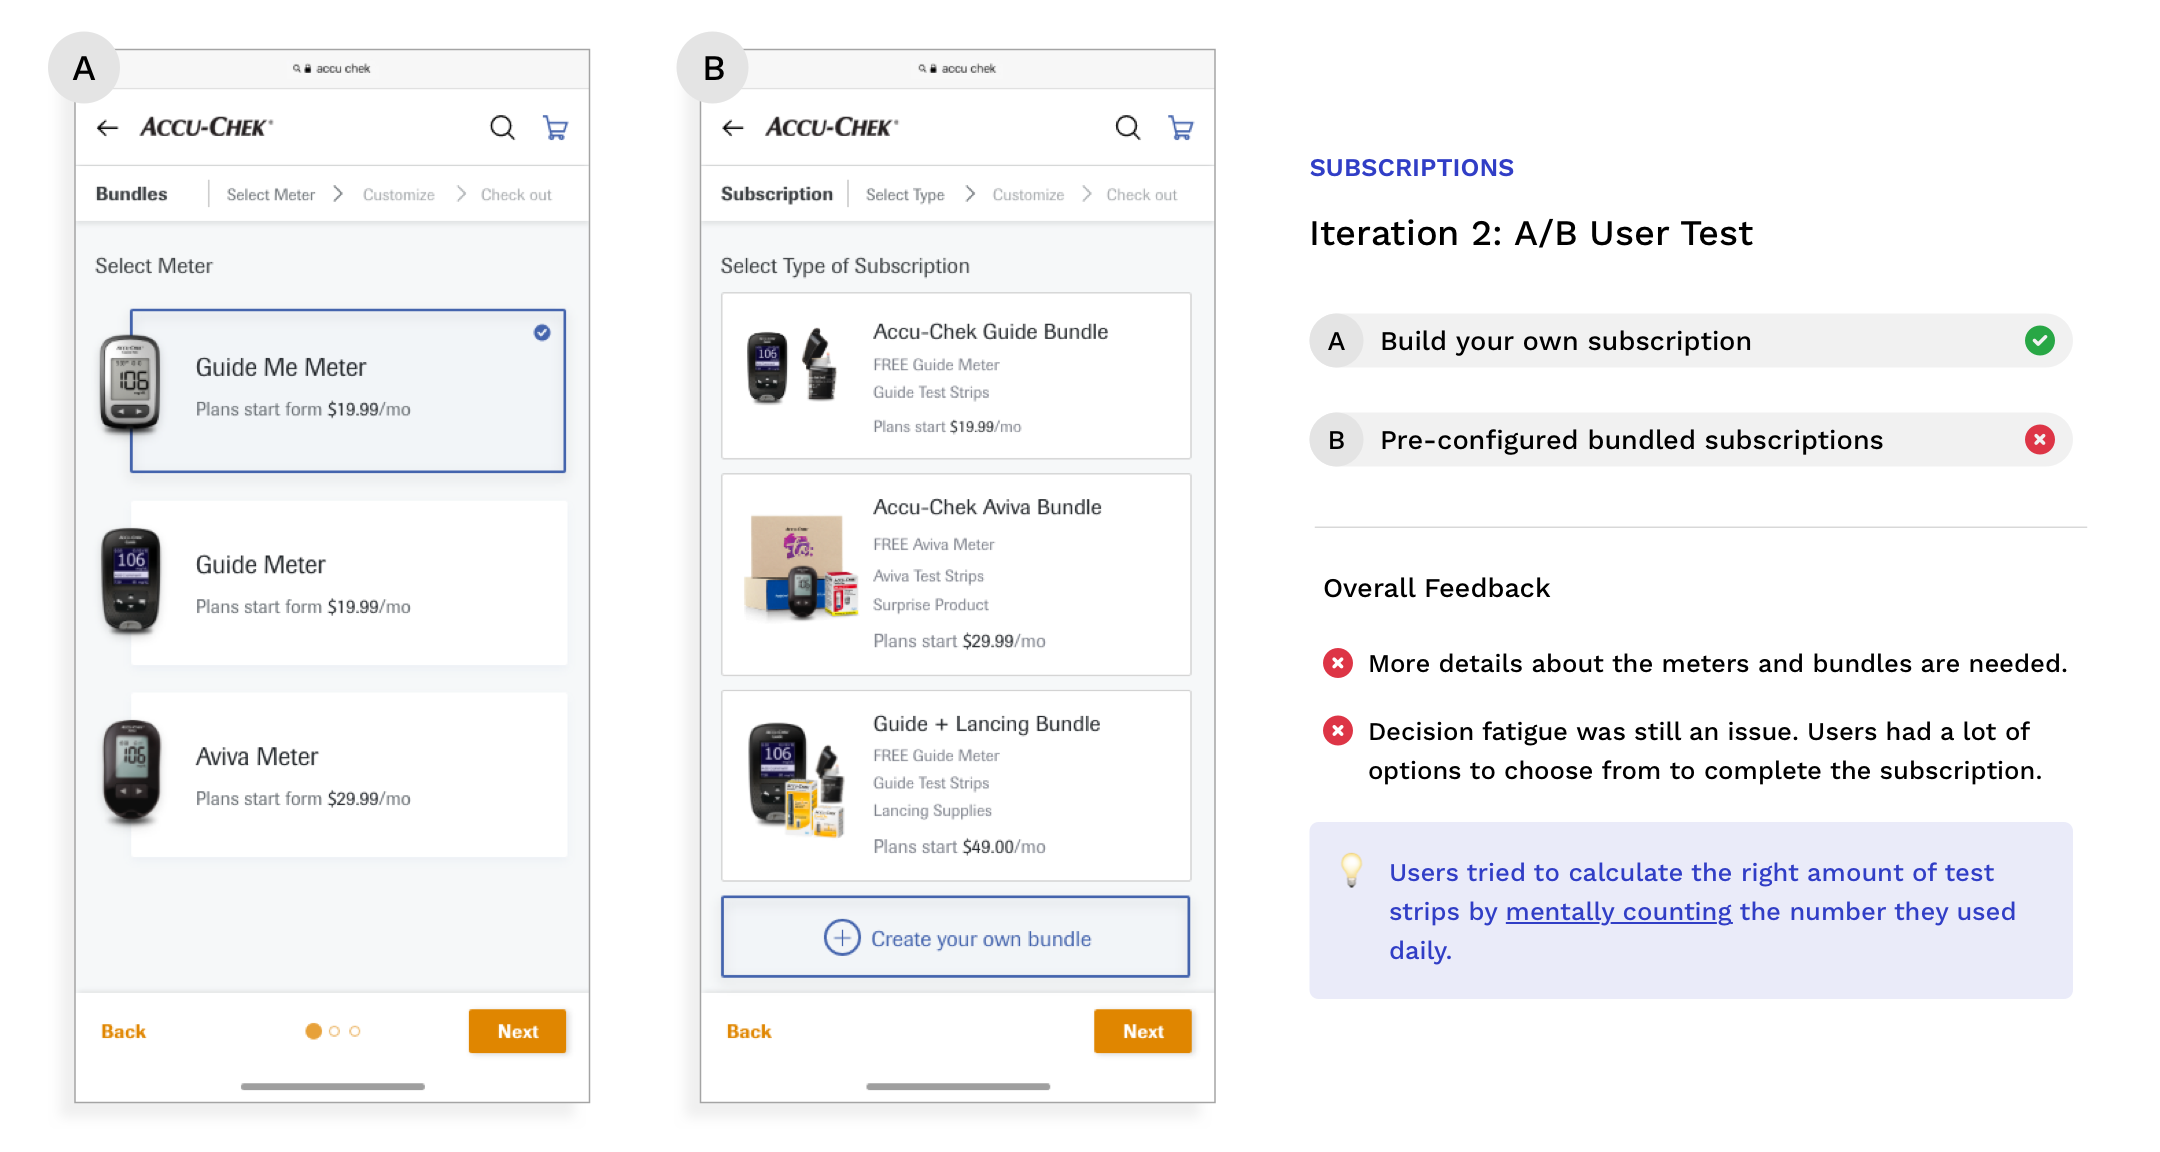 A
accu chek
ACCU-CHEK®
Bundles
Select Meter
Customize
Check out
Select Meter
106
Guide Me Meter
Plans start form $19.99/mo
106
Guide Meter
Plans start form $19.99/mo
106
Aviva Meter
Plans start form $29.99/mo
Back
Next
B
accu chek
ACCU-CHEK®
Subscription
Select Type
Customize
Check out
Select Type of Subscription
106
Accu-Chek Guide Bundle
FREE Guide Meter
Guide Test Strips
Plans start $19.99/mo
Accu-Chek Aviva Bundle
FREE Aviva Meter
Aviva Test Strips
Surprise Product
Plans start $29.99/mo
106
Guide + Lancing Bundle
FREE Guide Meter
Guide Test Strips
Lancing Supplies
Plans start $49.00/mo
Create your own bundle
Back
Next
SUBSCRIPTIONS
Iteration 2: A/B User Test
A
Build your own subscription
B
Pre-configured bundled subscriptions
Overall Feedback
More details about the meters and bundles are needed.
Decision fatigue was still an issue. Users had a lot of
options to choose from to complete the subscription.
Users tried to calculate the right amount of test
strips by mentally counting the number they used
daily.